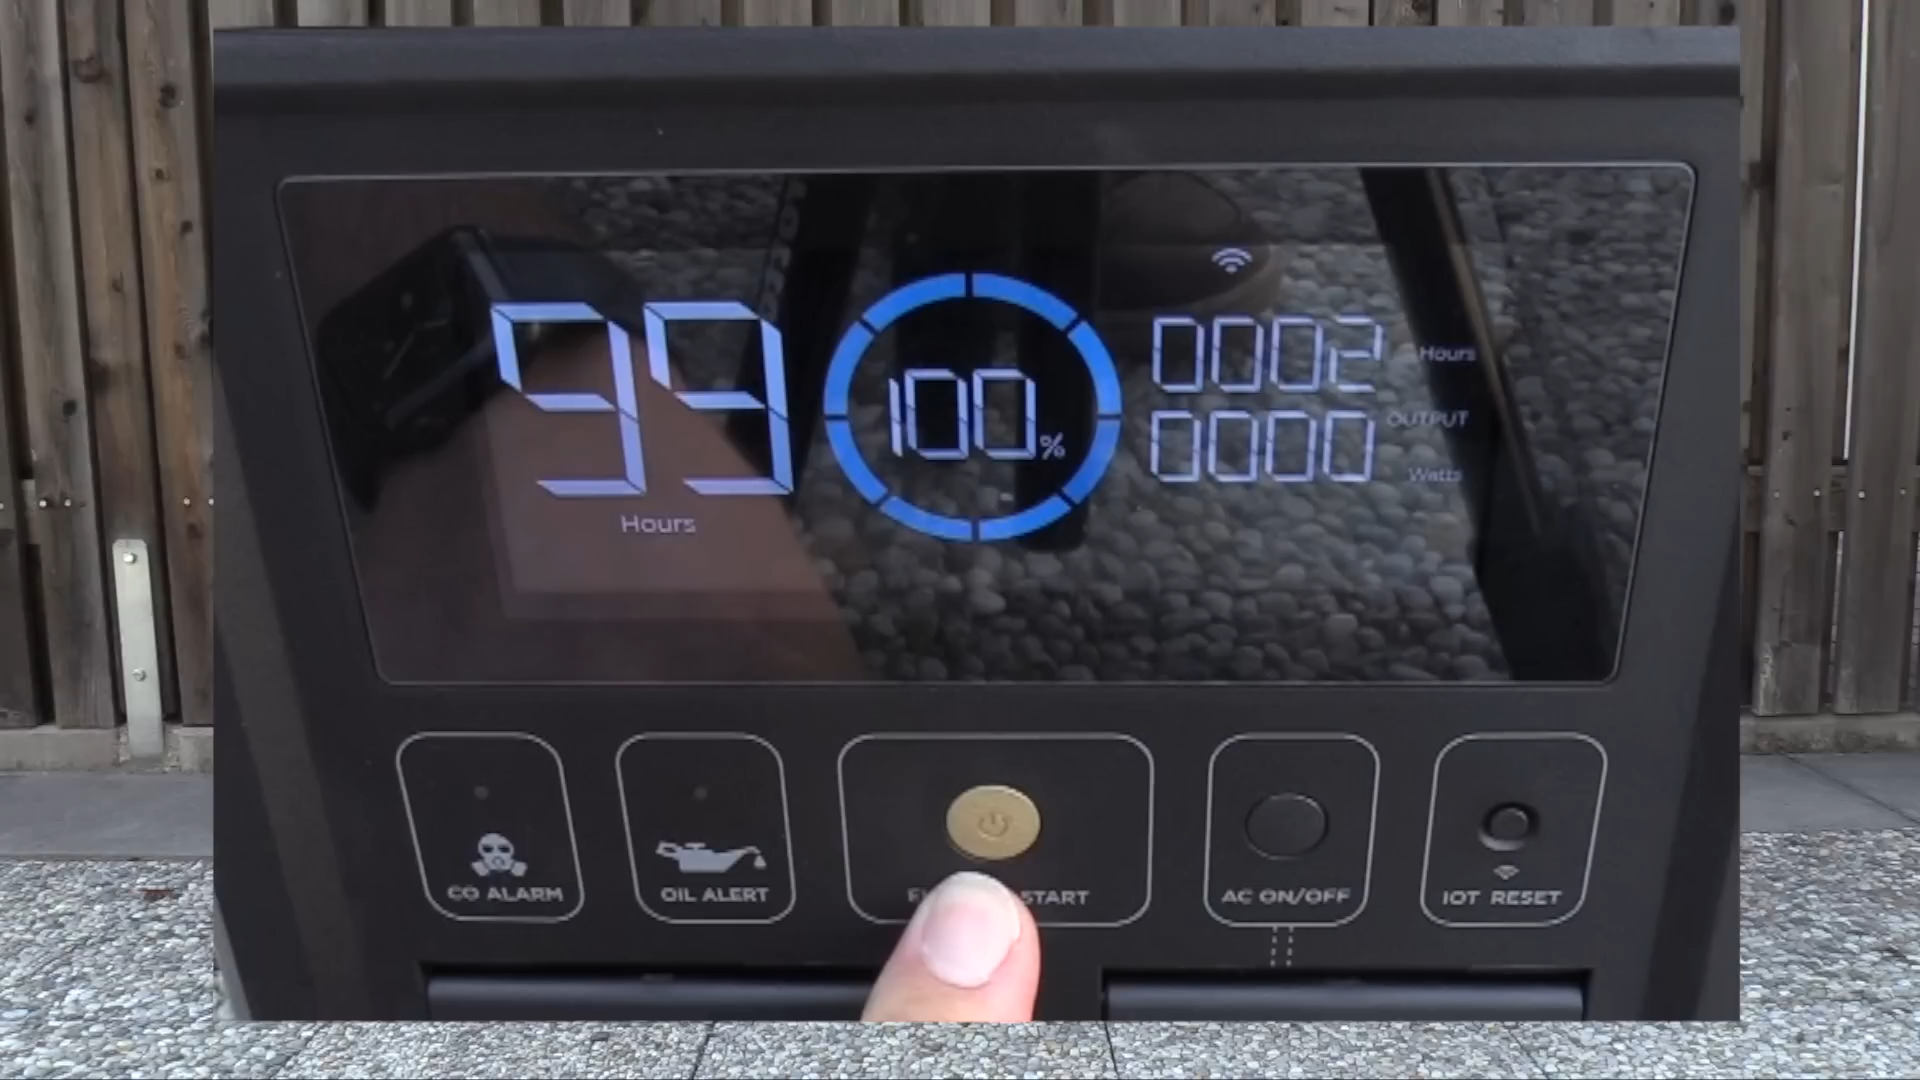 99
Hours
100%
0002 Hours
OUTPUT
0000 Watts
CO ALARM
OIL ALERT
START
AC ON/OFF
IOT RESET